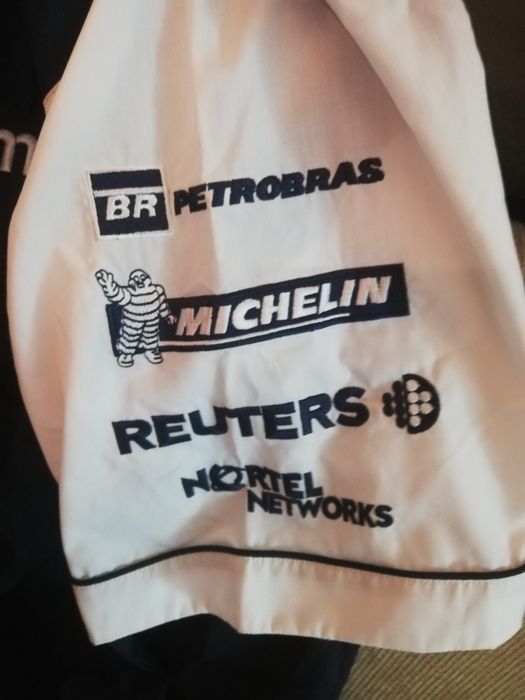 m
BR PETROBRAS
MICHELIN
REUTERS
NORTEL
NETWORKS